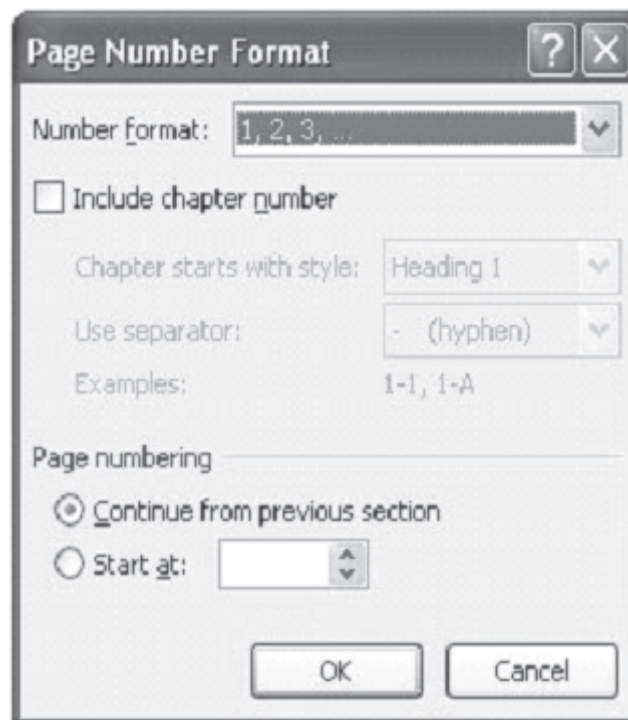 Page Number Format
Number format: 1, 2, 3, ...
Include chapter number
Chapter starts with style: Heading 1
Use separator: - (hyphen)
Examples: 1-1, 1-A
Page numbering
Continue from previous section
Start at:
OK Cancel